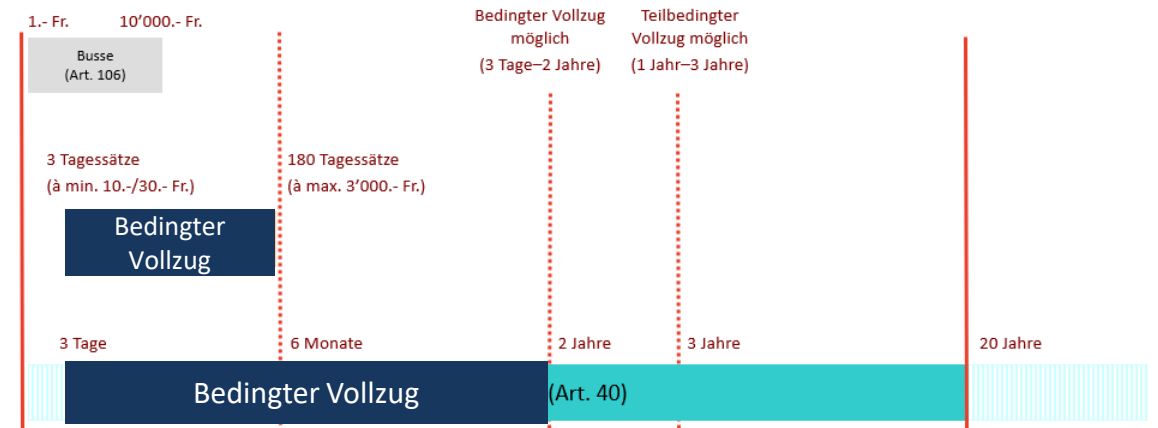 1.- Fr. 10’000.- Fr.
Busse
(Art. 106)
Bedingter Vollzug
möglich
(3 Tage–2 Jahre)
Teilbedingter
Vollzug möglich
(1 Jahr–3 Jahre)
3 Tagessätze
(à min. 10.-/30.- Fr.)
180 Tagessätze
(à max. 3’000.- Fr.)
Bedingter
Vollzug
3 Tage 6 Monate 2 Jahre 3 Jahre 20 Jahre
Bedingter Vollzug (Art. 40)